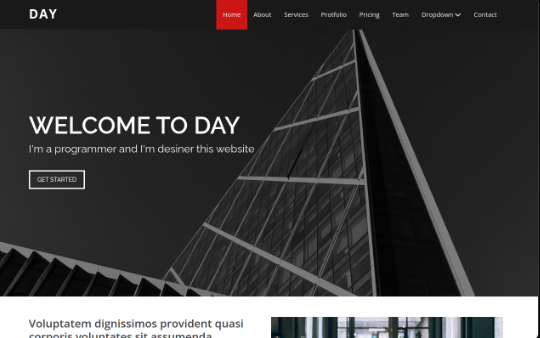 DAY
Home About Services Protfolio Pricing Team Dropdown Contact
WELCOME TO DAY
I'm a programmer and I'm desiner this website
GET STARTED
Voluptatem dignissimos provident quasi
corporis voluptates sit assumenda